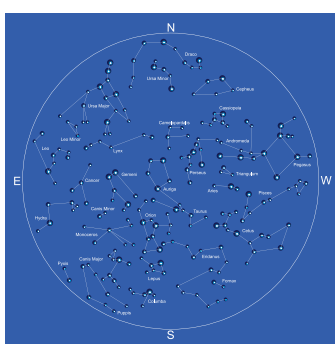 N
Draco
Ursa Minor
Cepheus
Ursa Major
Cassiopeia
Camelopardalis
Leo Minor
Andromeda
Leo
Lynx
Pegasus
Perseus
Triangulum
Cancer
Gemini
E
W
Auriga
Aries
Pisces
Canis Minor
Orion
Taurus
Hydra
Cetus
Monoceros
Eridanus
Canis Major
Pyxis
Lepus
Fornax
Columba
Puppis
S